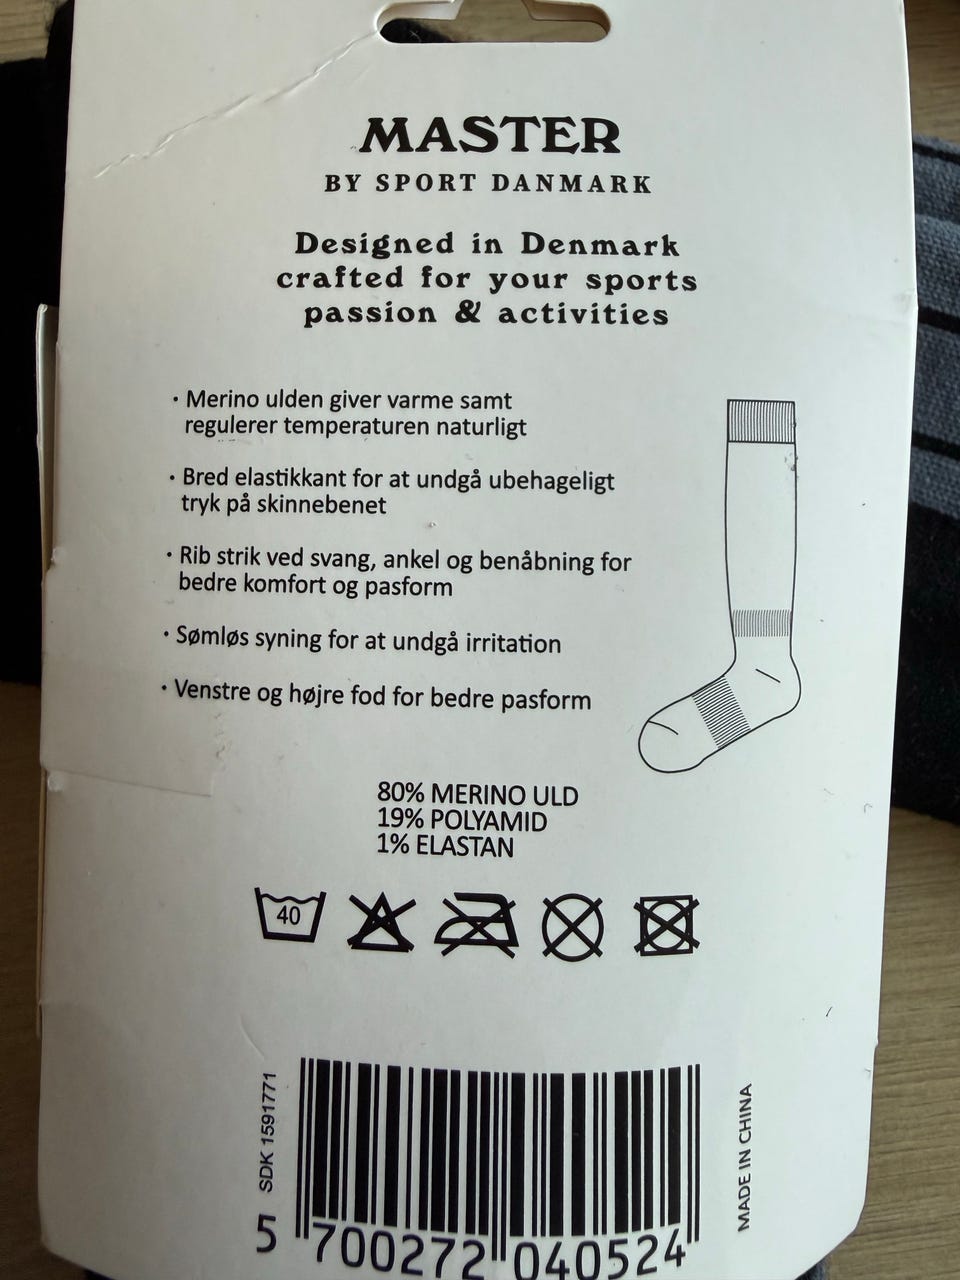 MASTER
BY SPORT DANMARK
Designed in Denmark
crafted for your sports
passion & activities
· Merino ulden giver varme samt
regulerer temperaturen naturligt
· Bred elastikkant for at undgå ubehageligt
tryk på skinnebenet
· Rib strik ved svang, ankel og benåbning for
bedre komfort og pasform
· Sømløs syning for at undgå irritation
· Venstre og højre fod for bedre pasform
80% MERINO ULD
19% POLYAMID
1% ELASTAN
40
SDK 1591771
MADE IN CHINA
5 700272 040524